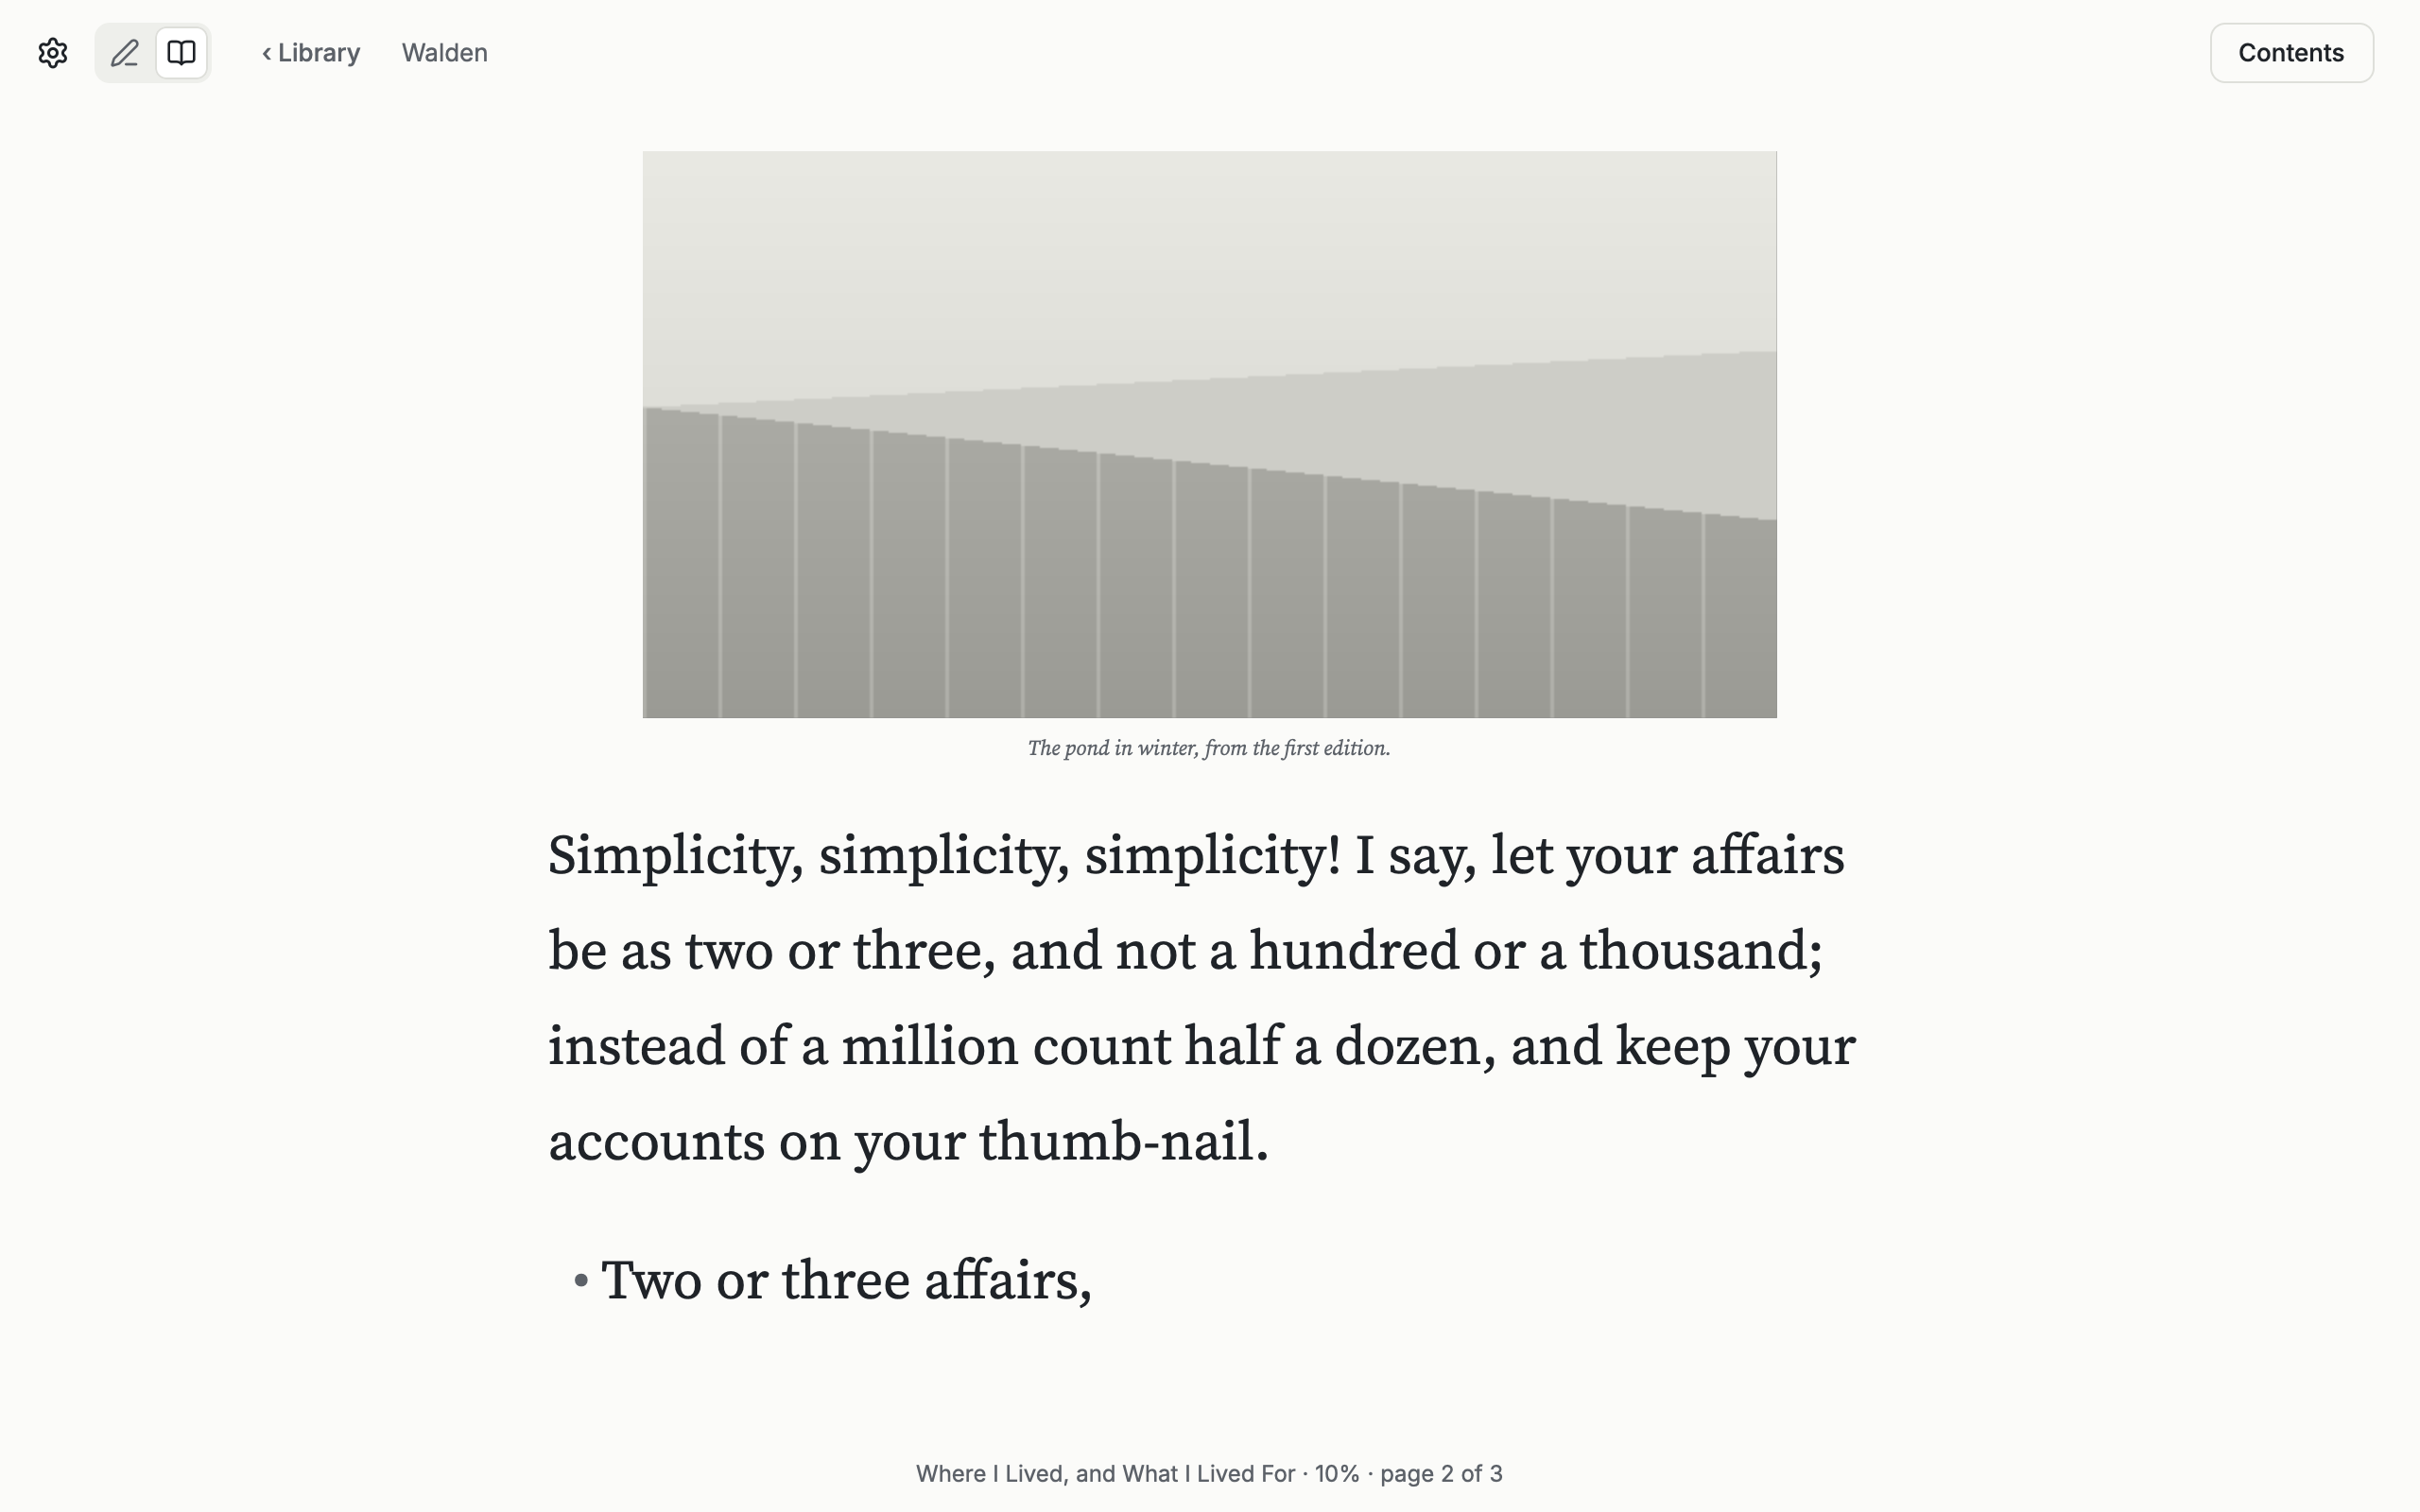 ‹ Library
Walden
Contents
The pond in winter, from the first edition.
Simplicity, simplicity, simplicity! I say, let your affairs
be as two or three, and not a hundred or a thousand;
instead of a million count half a dozen, and keep your
accounts on your thumb-nail.
• Two or three affairs,
Where I Lived, and What I Lived For · 10% · page 2 of 3